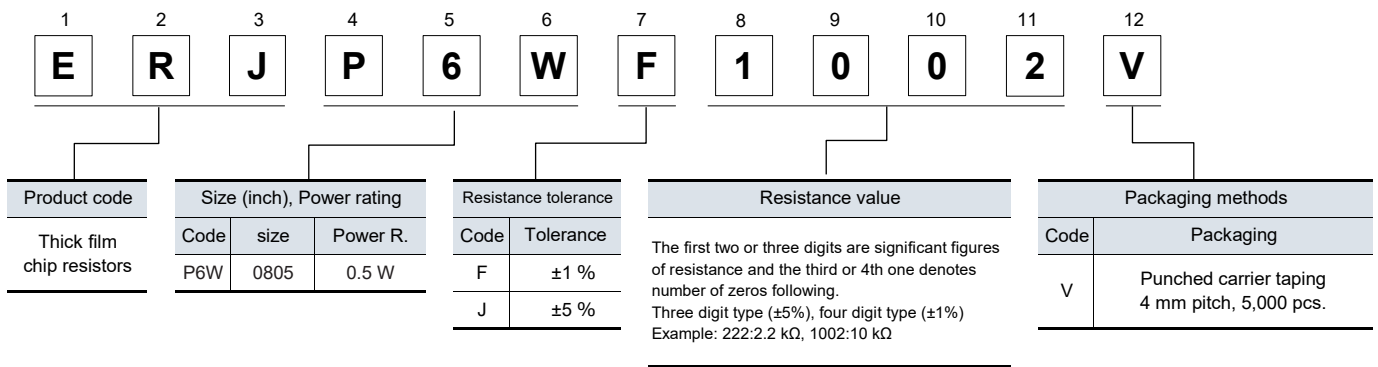 1 2 3 4 5 6 7 8 9 10 11 12
E R J P 6 W F 1 0 0 2 V
Product code
Thick film
chip resistors
Size (inch), Power rating
Code size Power R.
P6W 0805 0.5 W
Resistance tolerance
Code Tolerance
F ±1 %
J ±5 %
Resistance value
The first two or three digits are significant figures
of resistance and the third or 4th one denotes
number of zeros following.
Three digit type (±5%), four digit type (±1%)
Example: 222:2.2 kΩ, 1002:10 kΩ
Packaging methods
Code Packaging
V Punched carrier taping
4 mm pitch, 5,000 pcs.